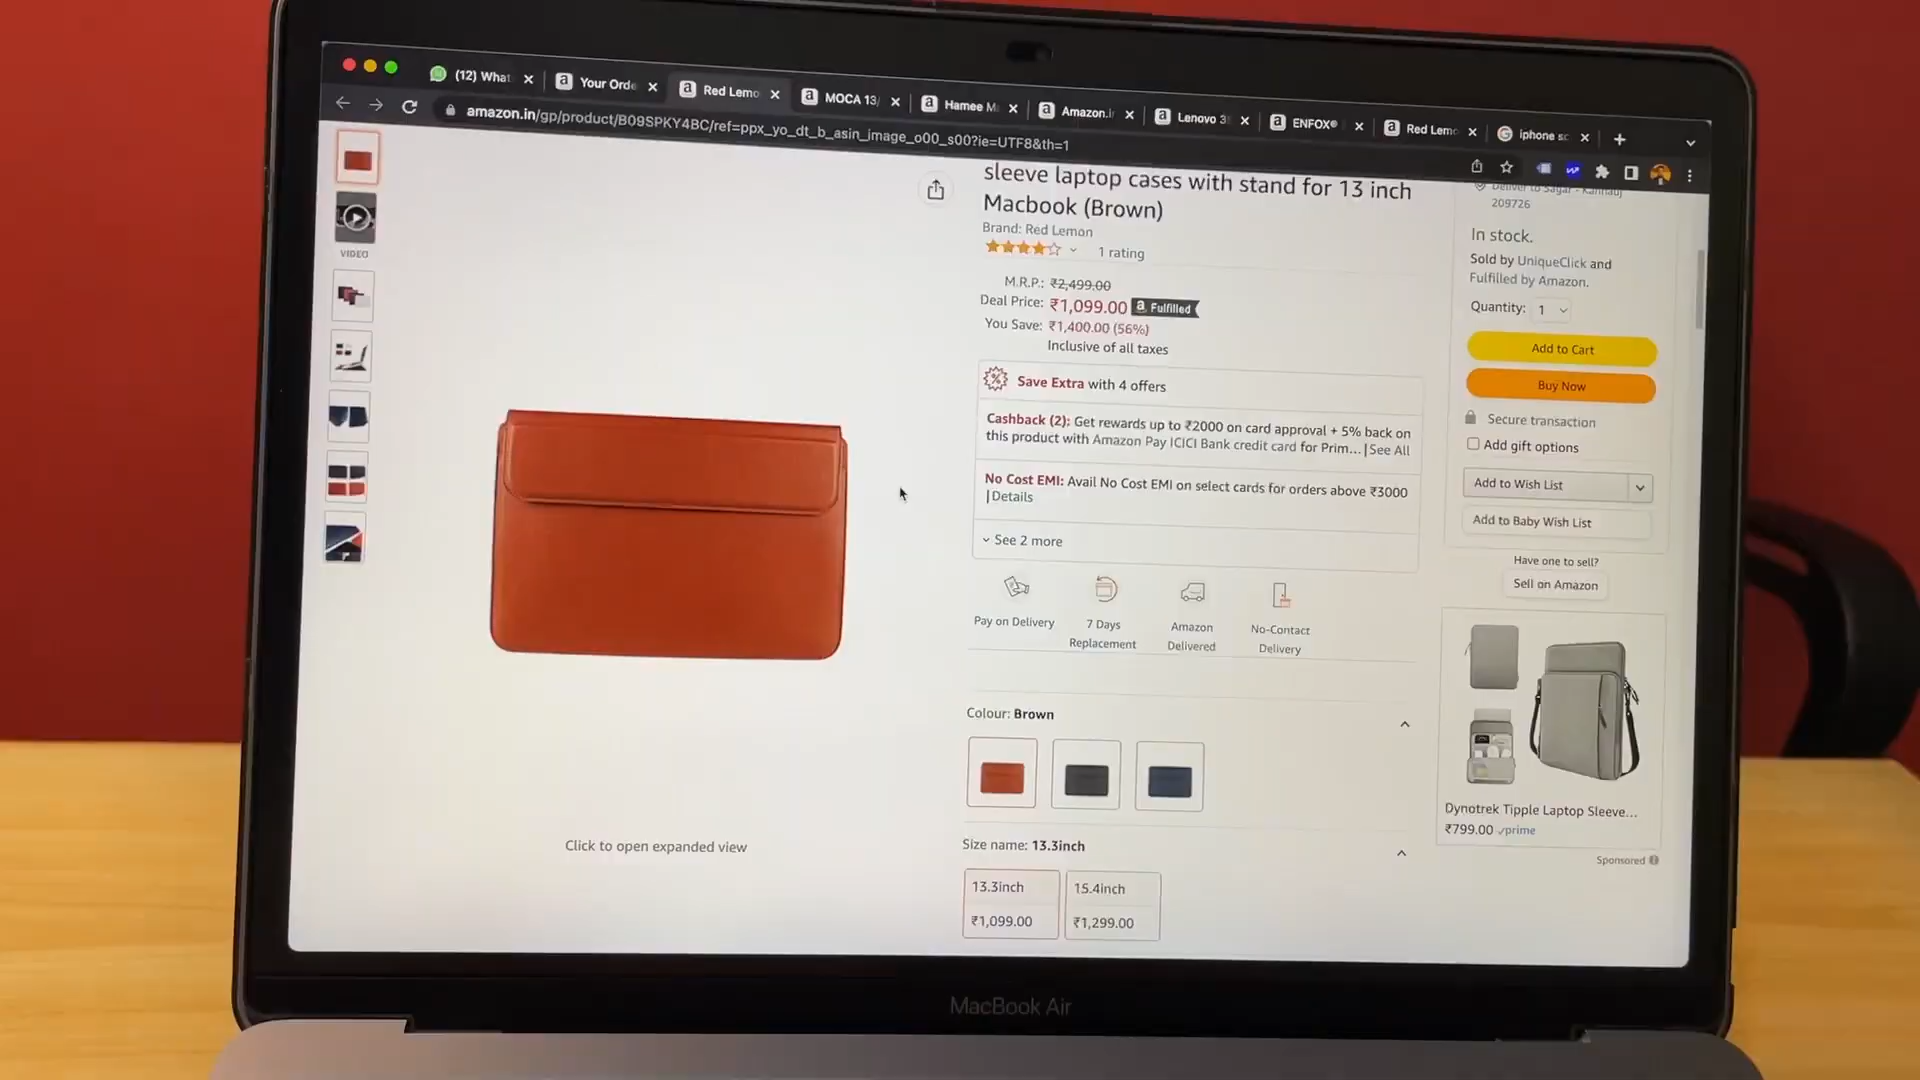 (12) What
Your Orde
Red Lemo
MOCA 13/
Hamee M
Amazon.i
Lenovo 3
ENFOX®
Red Lemo
iphone sc
amazon.in/gp/product/B09SPKY4BC/ref=ppx_yo_dt_b_asin_image_o00_s00?ie=UTF8&th=1
VIDEO
sleeve laptop cases with stand for 13 inch
Macbook (Brown)
Brand: Red Lemon
1 rating
M.R.P.: ₹2,499.00
Deal Price: ₹1,099.00 a Fulfilled
You Save: ₹1,400.00 (56%)
Inclusive of all taxes
Save Extra with 4 offers
Cashback (2): Get rewards up to ₹2000 on card approval + 5% back on
this product with Amazon Pay ICICI Bank credit card for Prim... | See All
No Cost EMI: Avail No Cost EMI on select cards for orders above ₹3000
| Details
See 2 more
Pay on Delivery
7 Days
Replacement
Amazon
Delivered
No-Contact
Delivery
Colour: Brown
Size name: 13.3inch
13.3inch
₹1,099.00
15.4inch
₹1,299.00
Click to open expanded view
Deliver to Sagar - Kannauj
209726
In stock.
Sold by UniqueClick and
Fulfilled by Amazon.
Quantity: 1
Add to Cart
Buy Now
Secure transaction
Add gift options
Add to Wish List
Add to Baby Wish List
Have one to sell?
Sell on Amazon
Dynotrek Tipple Laptop Sleeve...
₹799.00 prime
Sponsored
MacBook Air